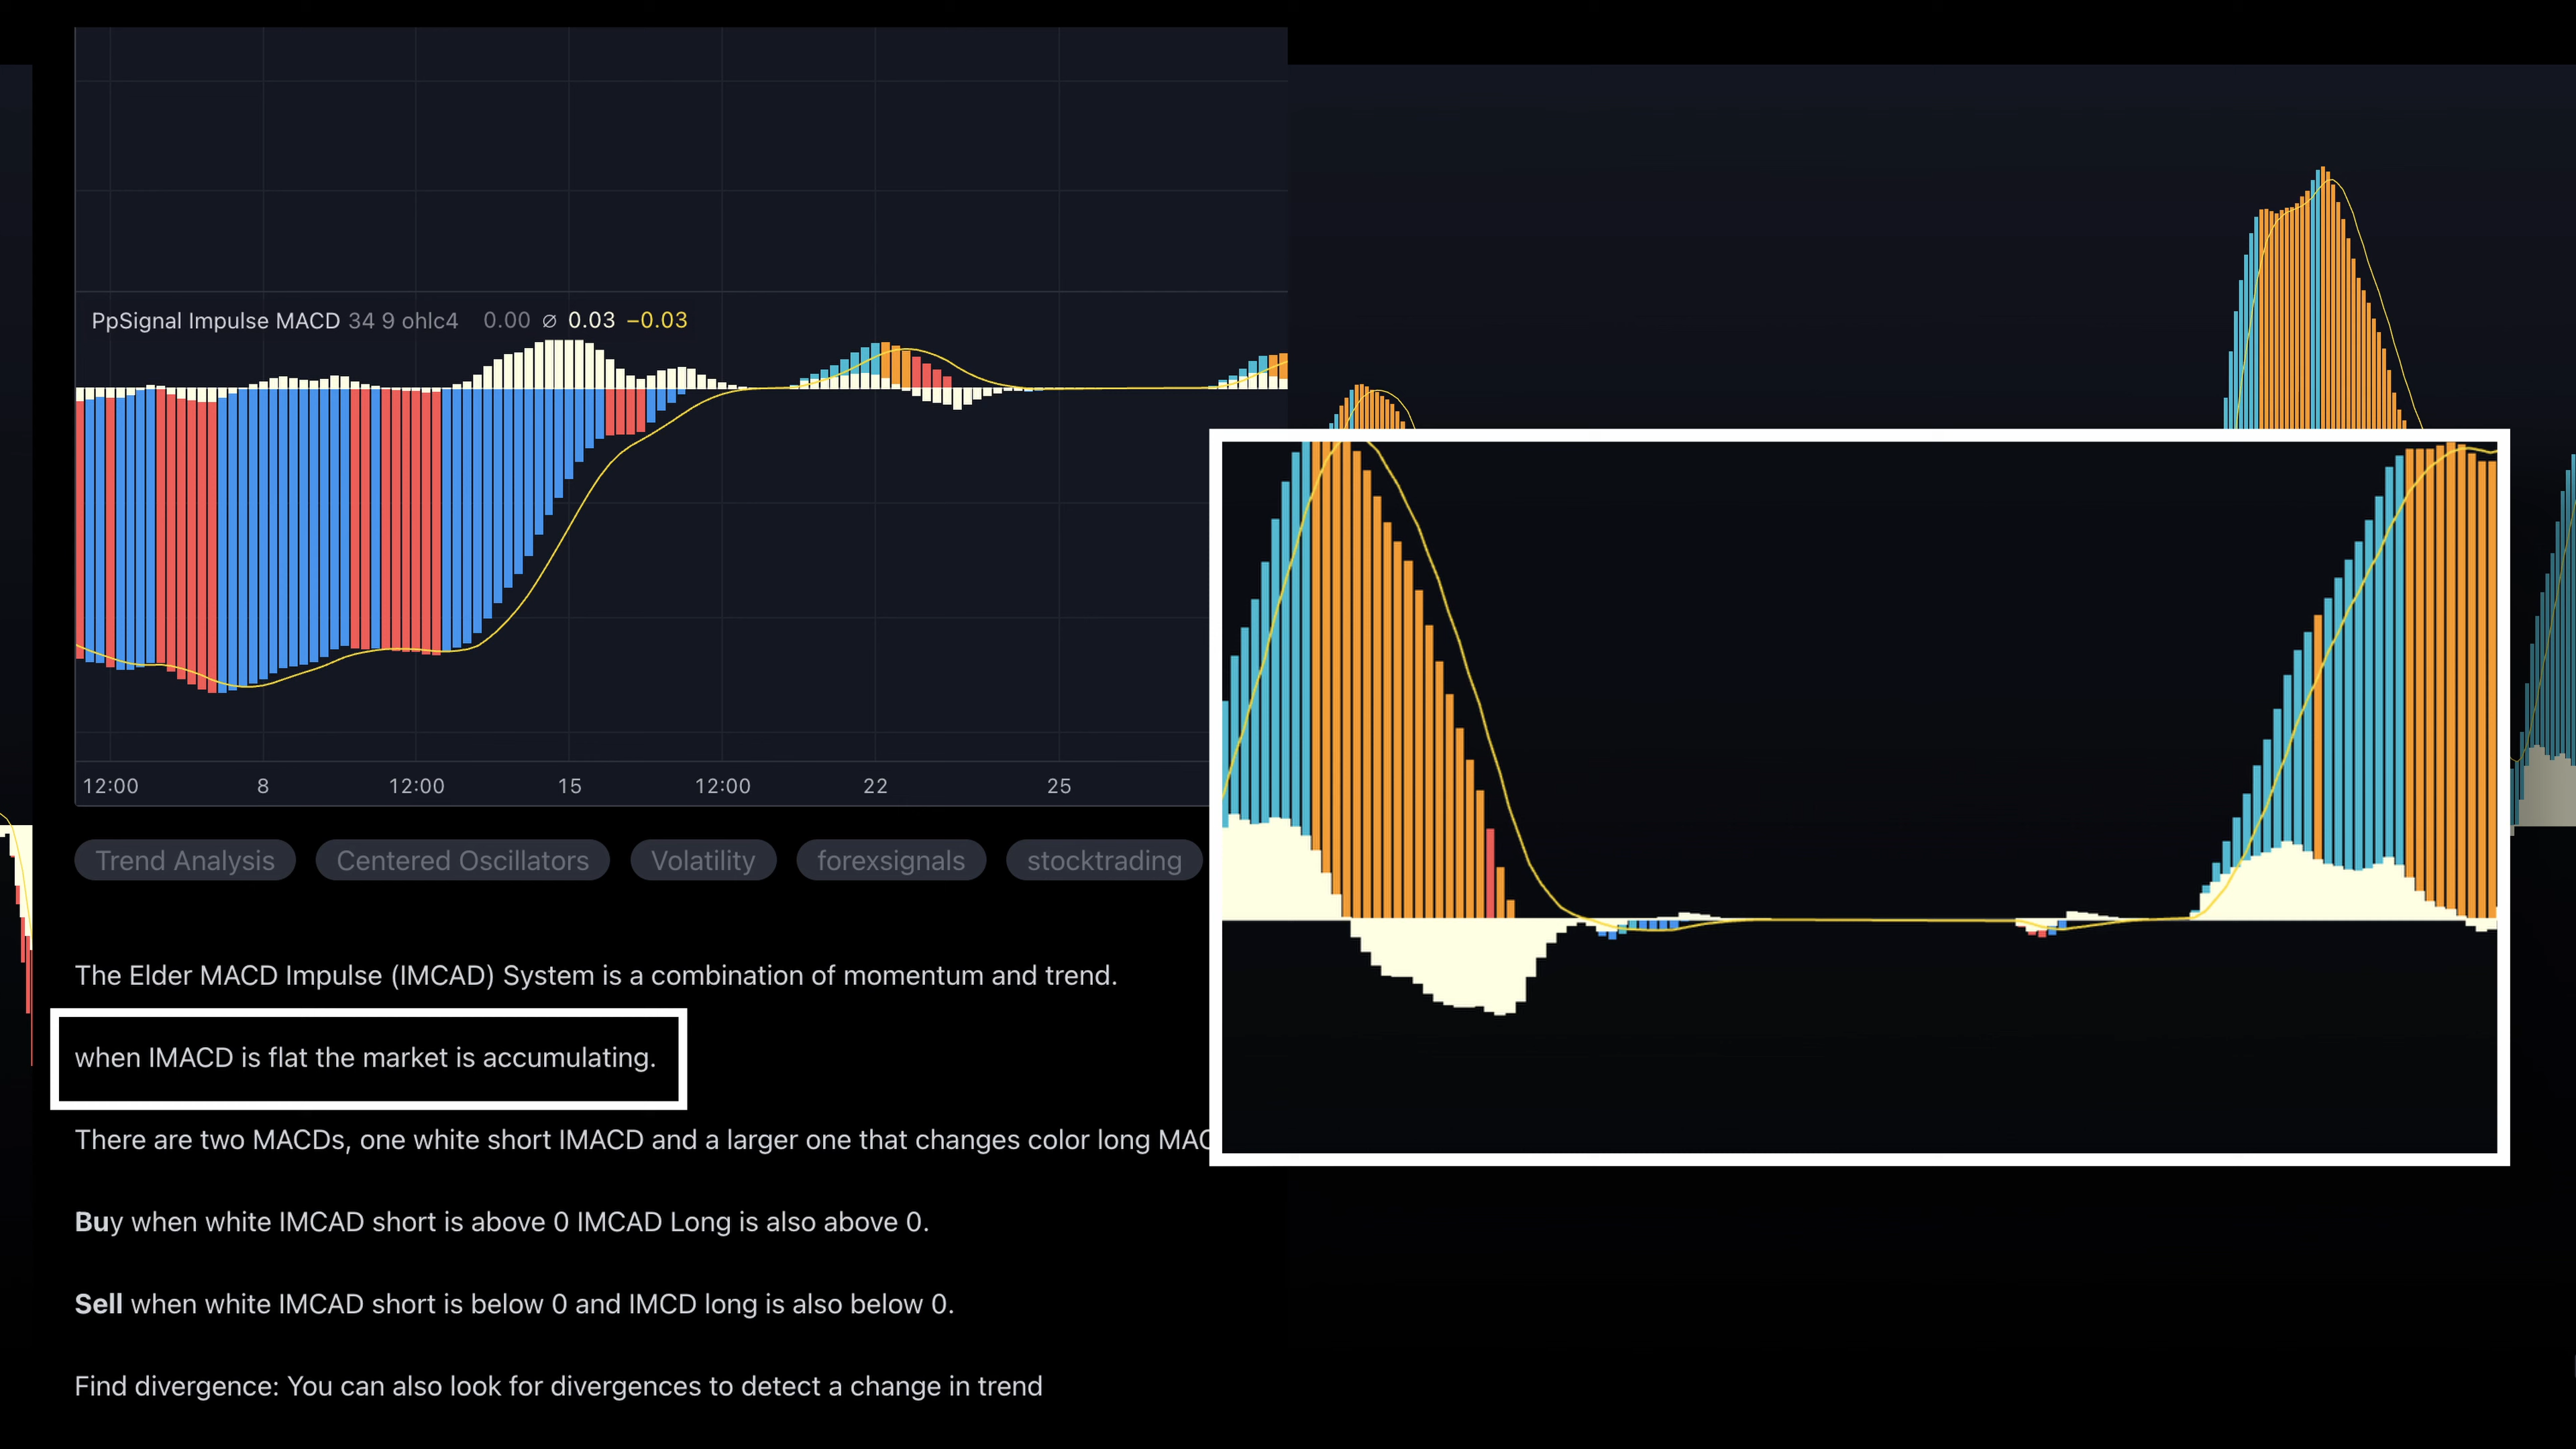 PpSignal Impulse MACD 34 9 ohlc4 0.00 ∅ 0.03 −0.03
12:00 8 12:00 15 12:00 22 25
Trend Analysis Centered Oscillators Volatility forexsignals stocktrading
The Elder MACD Impulse (IMCAD) System is a combination of momentum and trend.
when IMACD is flat the market is accumulating.
There are two MACDs, one white short IMACD and a larger one that changes color long MAC
Buy when white IMCAD short is above 0 IMCAD Long is also above 0.
Sell when white IMCAD short is below 0 and IMCD long is also below 0.
Find divergence: You can also look for divergences to detect a change in trend